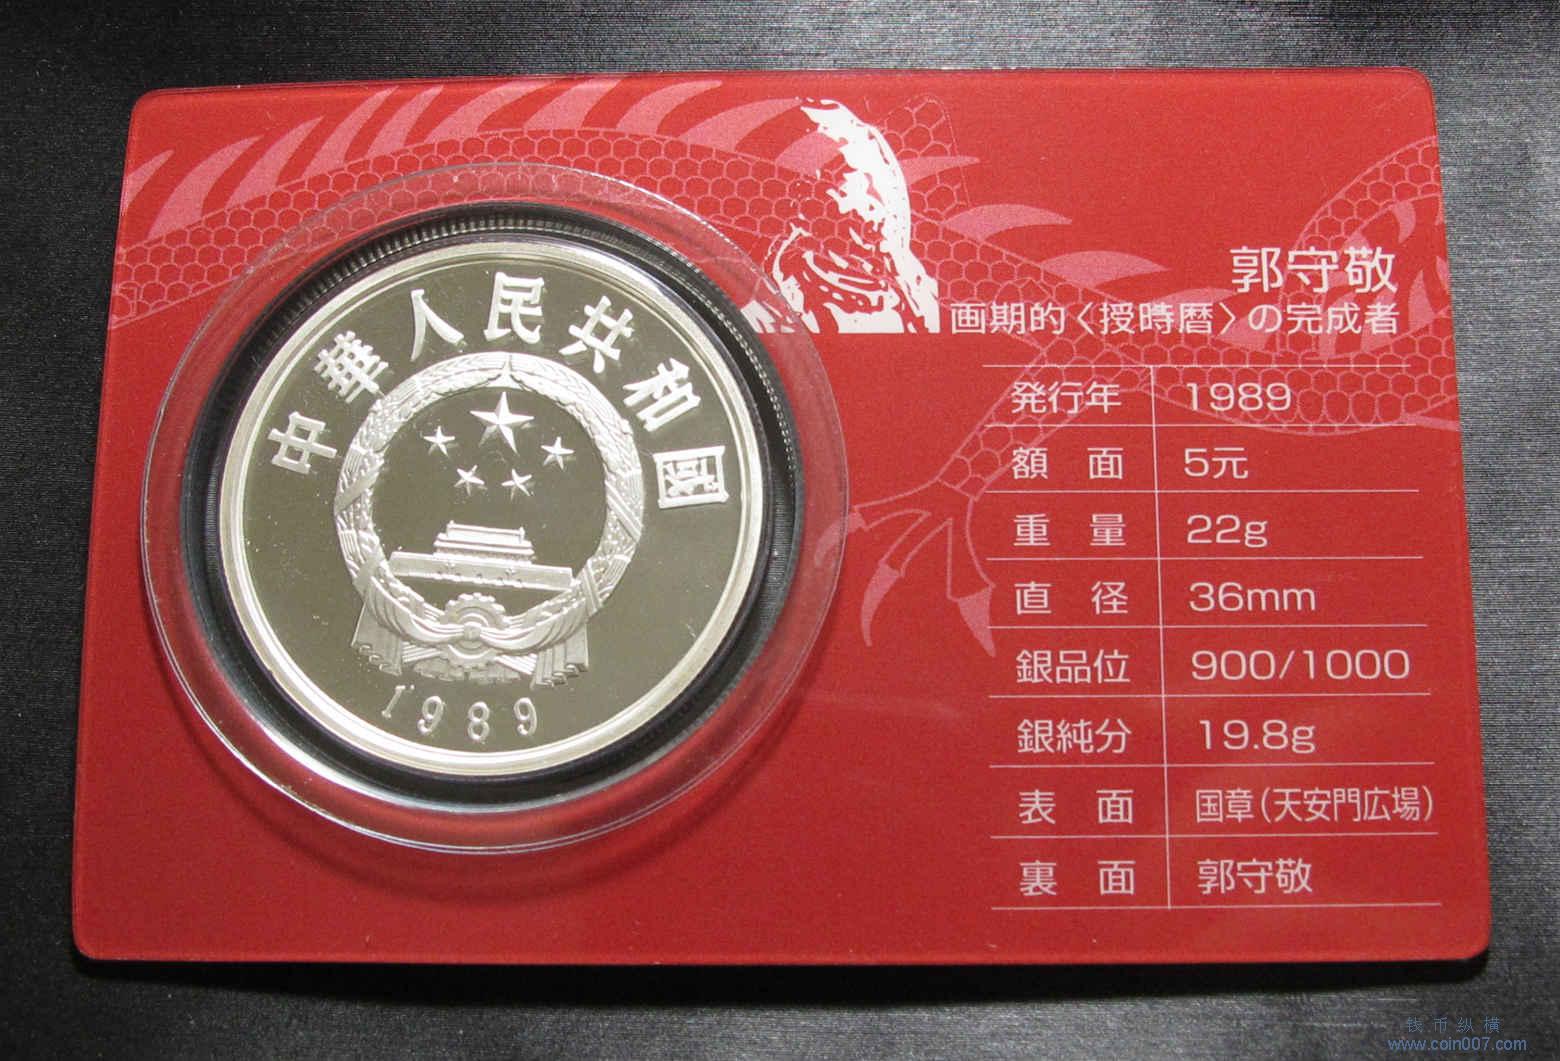 中華人民共和國
1989
郭守敬
画期的〈授時暦〉の完成者
発行年 1989
額 面 5元
重 量 22g
直 径 36mm
銀品位 900/1000
銀純分 19.8g
表 面 国章(天安門広場)
裏 面 郭守敬
钱币纵横
www.coin007.com